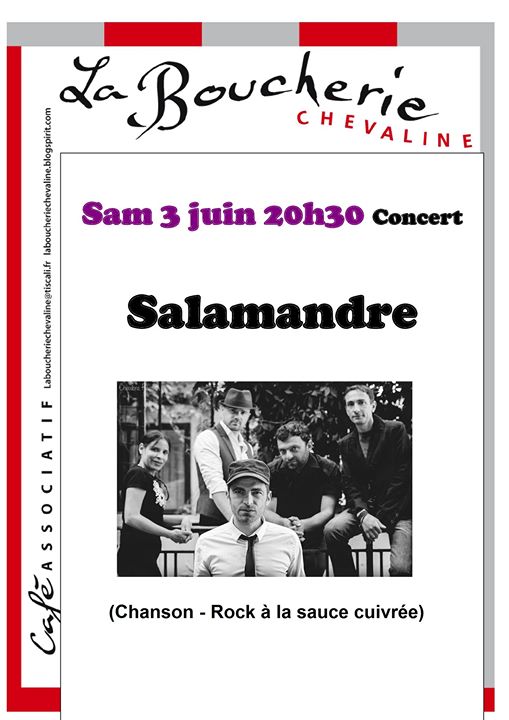 La Boucherie
CHEVALINE
Sam 3 juin 20h30 Concert
Salamandre
(Chanson - Rock à la sauce cuivrée)
Café ASSOCIATIF Laboucheriechevaline@tiscali.fr laboucheriechevaline.blogspirit.com